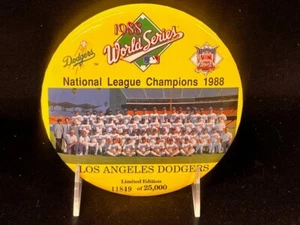 1988
World Series
Dodgers
National League Champions 1988
LOS ANGELES DODGERS
Limited Edition
11849 of 25,000